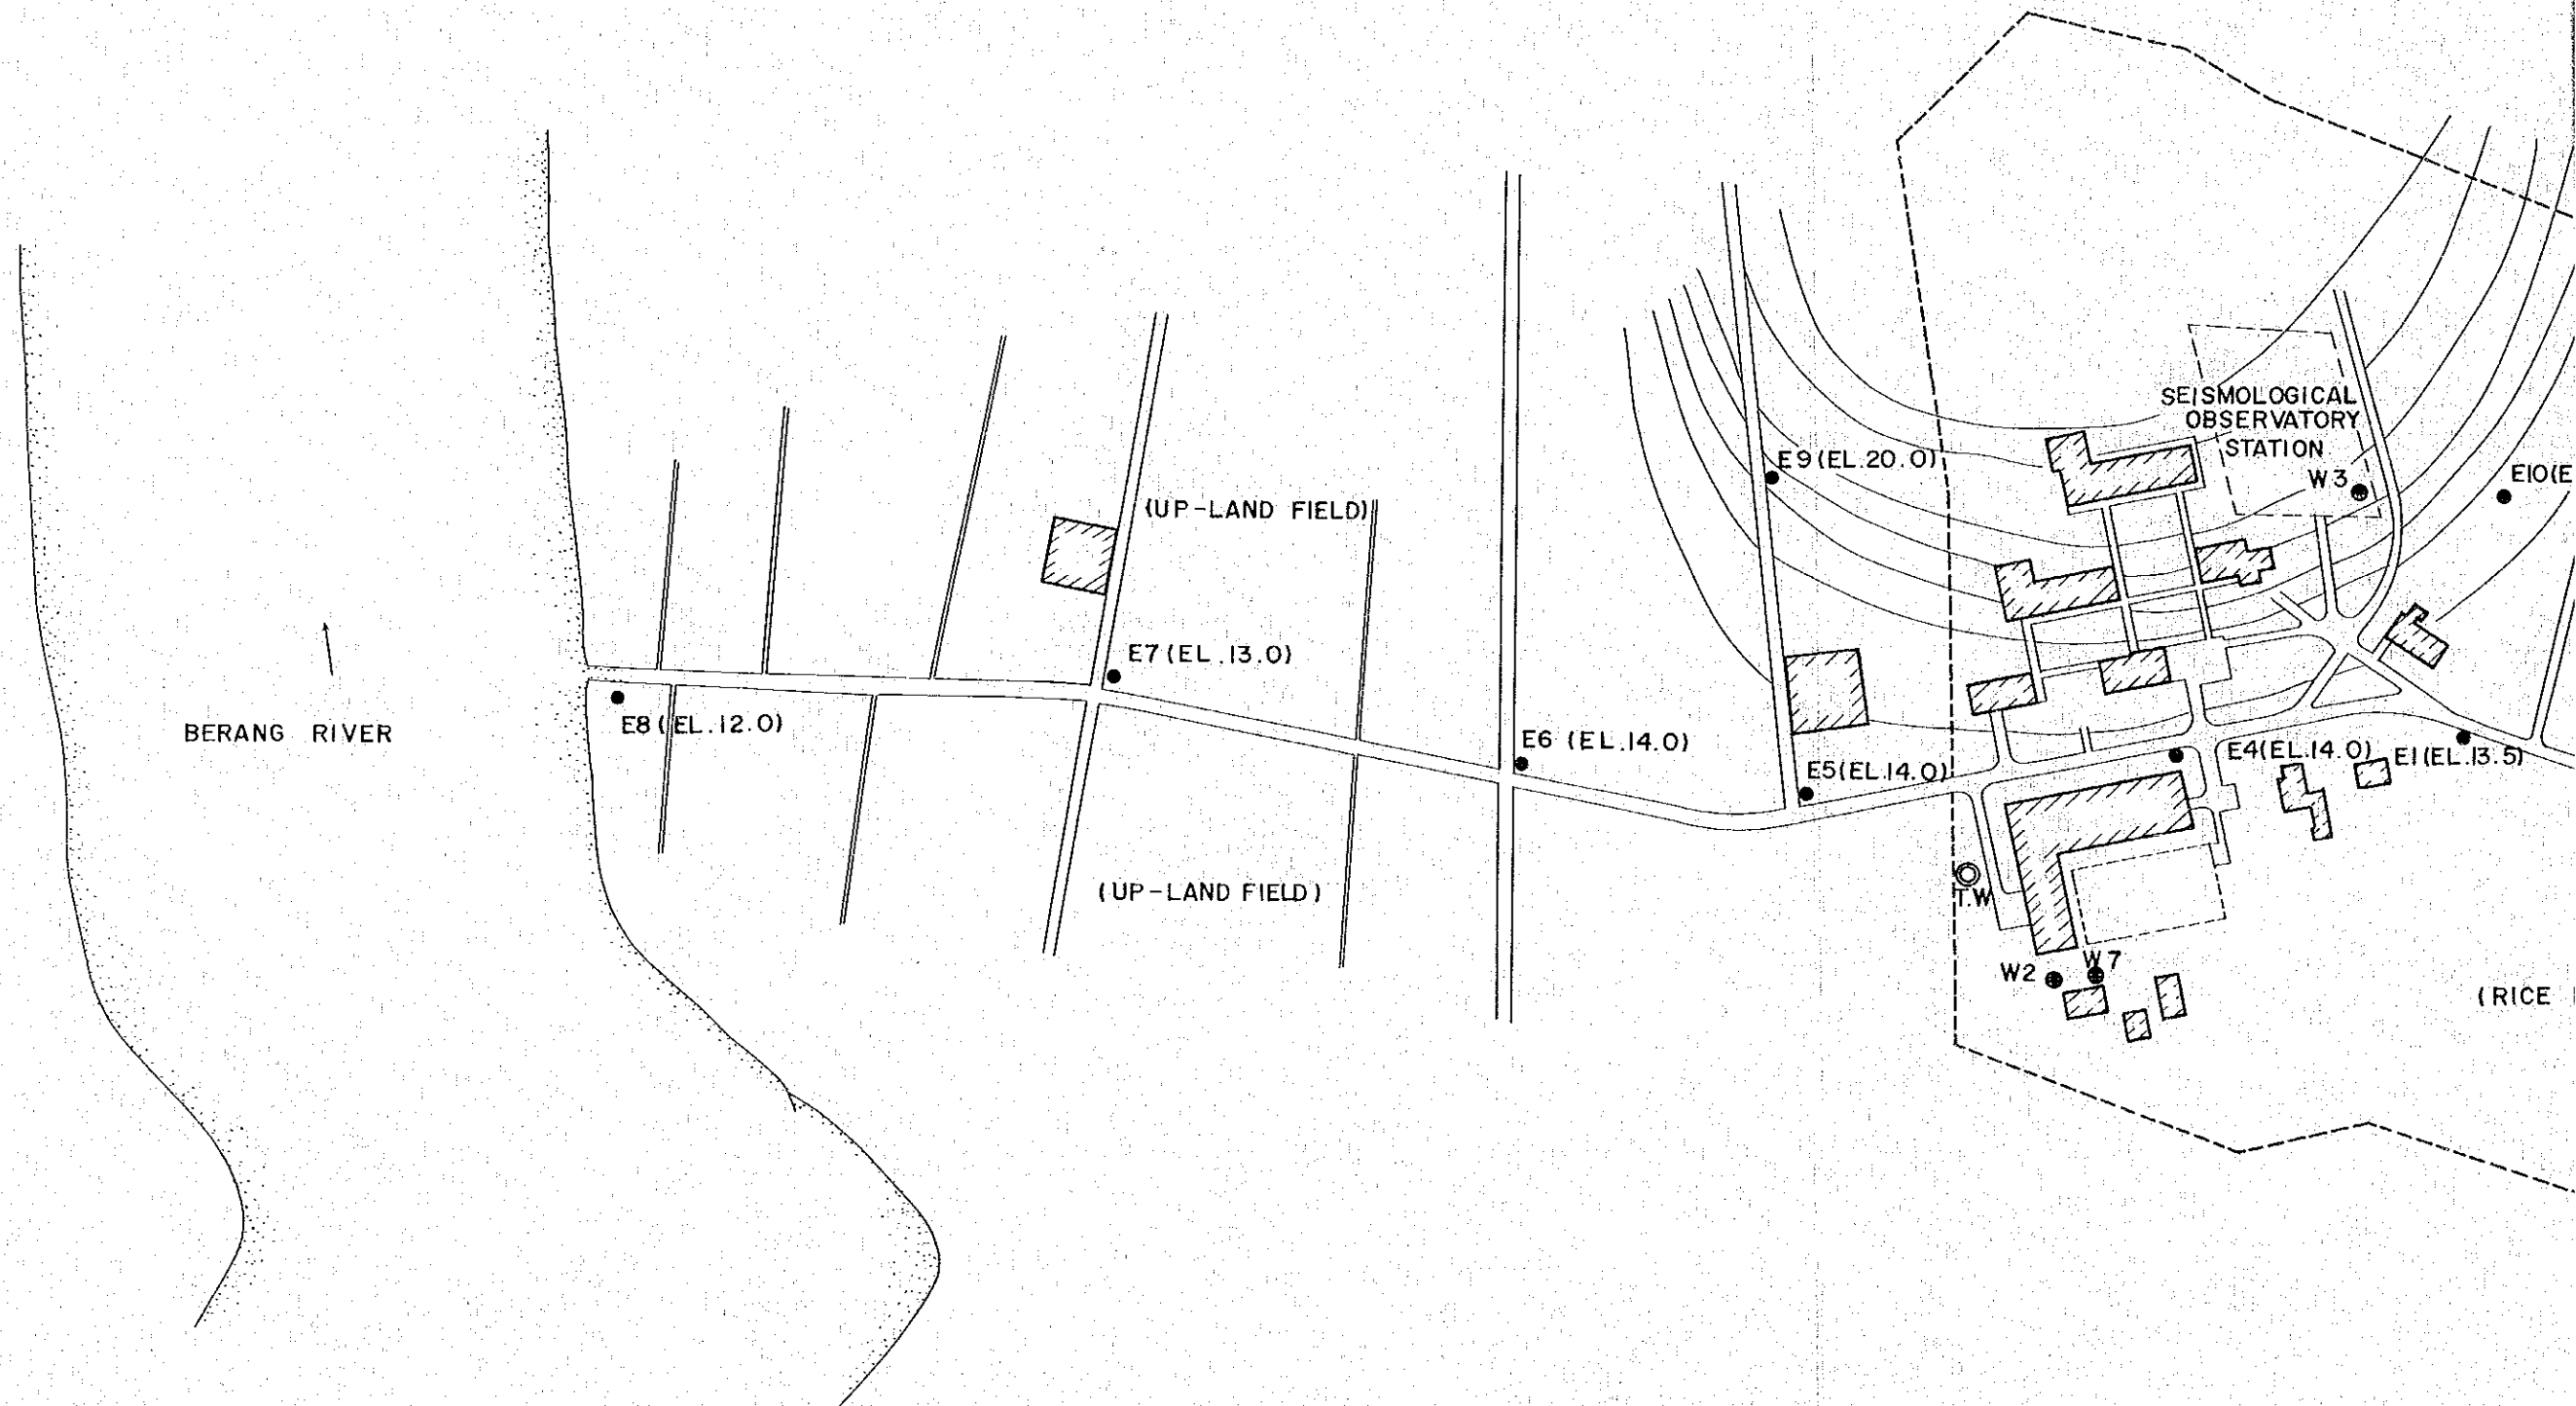 SEISMOLOGICAL
OBSERVATORY
STATION
W3
E10(E
E9(EL.20.0)
(UP-LAND FIELD)
E7(EL.13.0)
E8(EL.12.0)
BERANG RIVER
E6 (EL.14.0)
E5(EL.14.0)
E4(EL.14.0)
E1(EL.13.5)
(UP-LAND FIELD)
T.W
W2
W7
(RICE